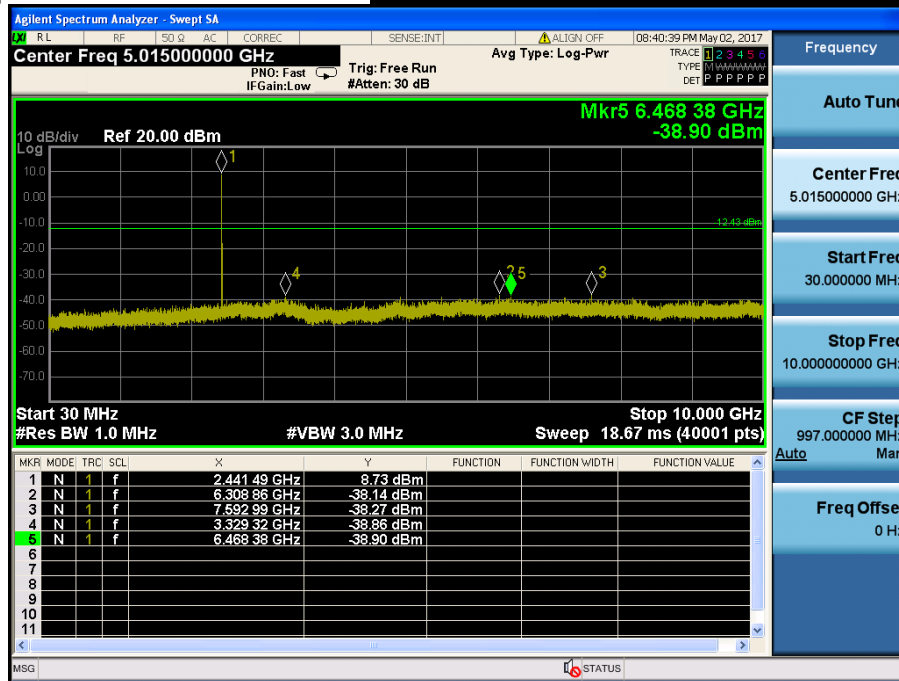 Agilent Spectrum Analyzer - Swept SA
LXI RL RF 50 Ω AC CORREC SENSE:INT ALIGN OFF 08:40:39 PM May 02, 2017
Center Freq 5.015000000 GHz
PNO: Fast
IFGain:Low
Trig: Free Run
#Atten: 30 dB
Avg Type: Log-Pwr
TRACE 1 2 3 4 5 6
TYPE M W W W W W
DET P P P P P P
Mkr5 6.468 38 GHz
-38.90 dBm
10 dB/div Ref 20.00 dBm
Log
10.0
0.00
-10.0
-20.0
-30.0
-40.0
-50.0
-60.0
-70.0
-12.43 dBm
1
4
2
5
3
Start 30 MHz
Stop 10.000 GHz
#Res BW 1.0 MHz
#VBW 3.0 MHz
Sweep 18.67 ms (40001 pts)
MKR MODE TRC SCL X Y FUNCTION FUNCTION WIDTH FUNCTION VALUE
1 N 1 f 2.441 49 GHz 8.73 dBm
2 N 1 f 6.308 86 GHz -38.14 dBm
3 N 1 f 7.592 99 GHz -38.27 dBm
4 N 1 f 3.329 32 GHz -38.86 dBm
5 N 1 f 6.468 38 GHz -38.90 dBm
6
7
8
9
10
11
MSG
STATUS
Frequency
Auto Tune
Center Freq
5.015000000 GHz
Start Freq
30.000000 MHz
Stop Freq
10.000000000 GHz
CF Step
997.000000 MHz
Auto Man
Freq Offset
0 Hz